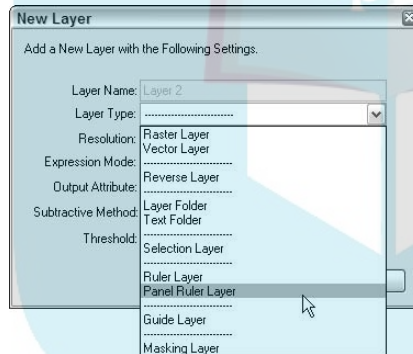 New Layer
Add a New Layer with the Following Settings.
Layer Name: Layer 2
Layer Type: --------------------------
Resolution:
Expression Mode:
Output Attribute:
Subtractive Method:
Threshold:
Raster Layer
Vector Layer
--------------------------
Reverse Layer
--------------------------
Layer Folder
Text Folder
--------------------------
Selection Layer
--------------------------
Ruler Layer
Panel Ruler Layer
--------------------------
Guide Layer
--------------------------
Masking Layer